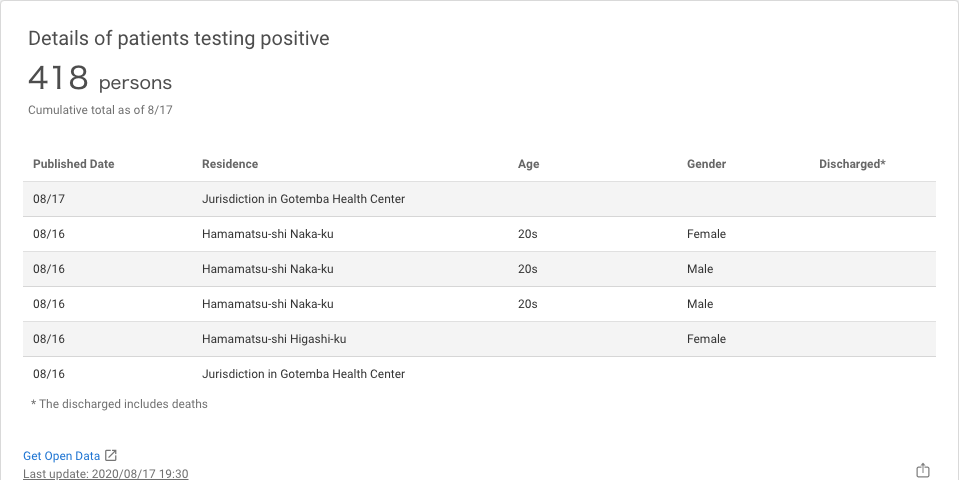 Details of patients testing positive
418 persons
Cumulative total as of 8/17
Published Date Residence Age Gender Discharged*
08/17 Jurisdiction in Gotemba Health Center
08/16 Hamamatsu-shi Naka-ku 20s Female
08/16 Hamamatsu-shi Naka-ku 20s Male
08/16 Hamamatsu-shi Naka-ku 20s Male
08/16 Hamamatsu-shi Higashi-ku Female
08/16 Jurisdiction in Gotemba Health Center
* The discharged includes deaths
Get Open Data
Last update: 2020/08/17 19:30